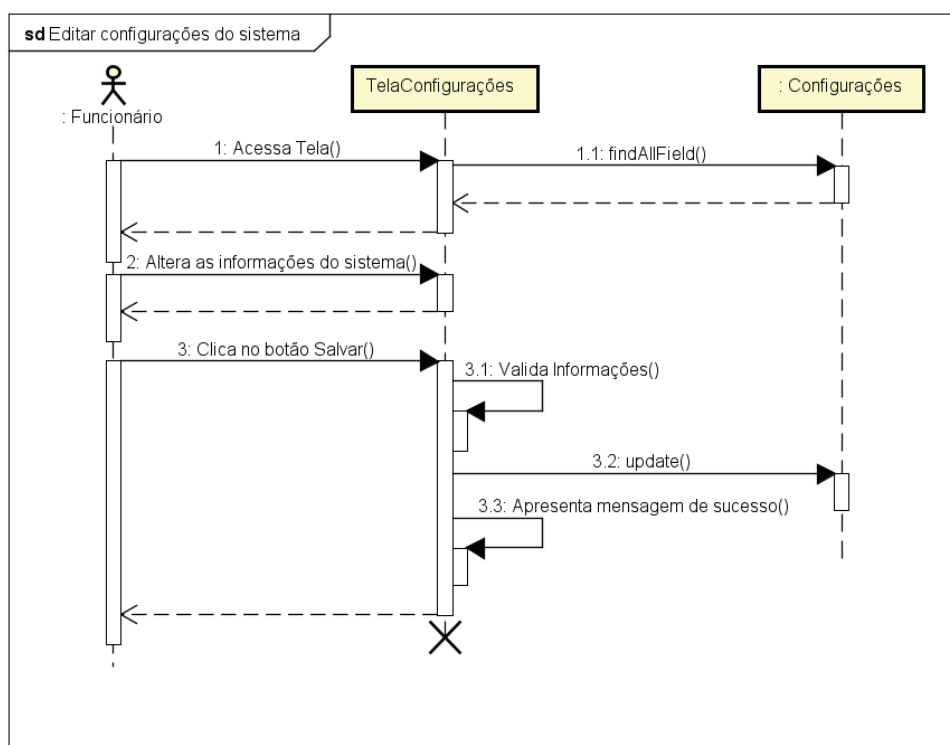 sd Editar configurações do sistema
: Funcionário
TelaConfigurações
: Configurações
1: Acessa Tela()
1.1: findAllField()
2: Altera as informações do sistema()
3: Clica no botão Salvar()
3.1: Valida Informações()
3.2: update()
3.3: Apresenta mensagem de sucesso()